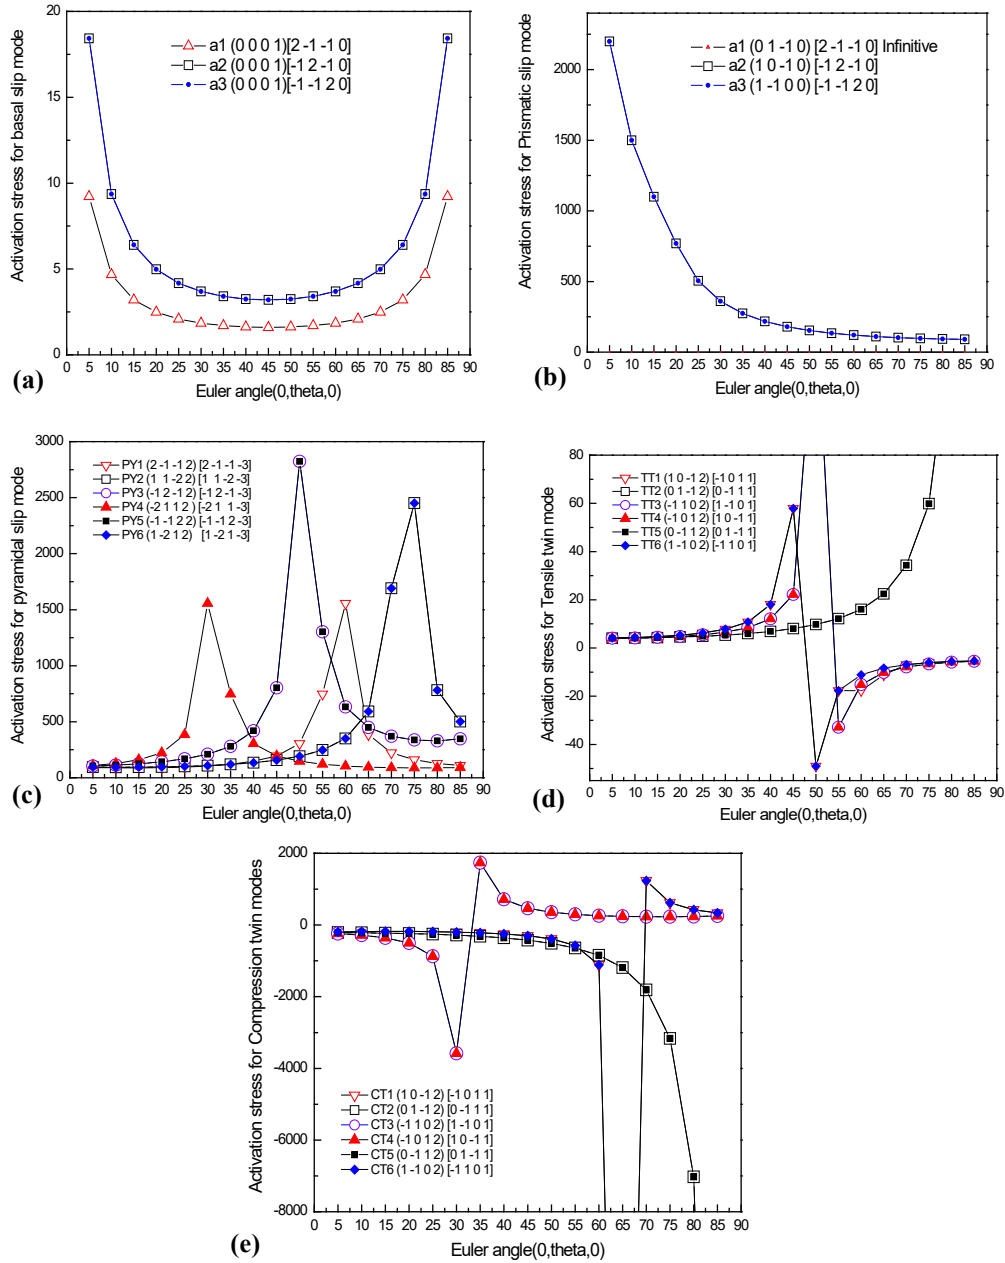 20
15
10
5
0
Activation stress for basal slip mode
a1 (0 0 0 1)[2 -1 -1 0]
a2 (0 0 0 1)[-1 2 -1 0]
a3 (0 0 0 1)[-1 -1 2 0]
5 10 15 20 25 30 35 40 45 50 55 60 65 70 75 80 85 90
Euler angle(0,theta,0)
(a)
2000
1500
1000
500
0
Activation stress for Prismatic slip mode
a1 (0 1 -1 0) [2 -1 -1 0] Infinitive
a2 (1 0 -1 0) [-1 2 -1 0]
a3 (1 -1 0 0) [-1 -1 2 0]
0 5 10 15 20 25 30 35 40 45 50 55 60 65 70 75 80 85 90
Euler angle(0,theta,0)
(b)
3000
2500
2000
1500
1000
500
0
Activation stress for pyramidal slip mode
PY1 (2 -1 -1 2) [2 -1 -1 -3]
PY2 (1 1 -2 2) [1 1 -2 -3]
PY3 (-1 2 -1 2) [-1 2 -1 -3]
PY4 (-2 1 1 2) [-2 1 1 -3]
PY5 (-1 -1 2 2) [-1 -1 2 -3]
PY6 (1 -2 1 2) [1 -2 1 -3]
0 5 10 15 20 25 30 35 40 45 50 55 60 65 70 75 80 85 90
Euler angle(0,theta,0)
(c)
80
60
40
20
0
-20
-40
Activation stress for Tensile twin mode
TT1 (1 0 -1 2) [-1 0 1 1]
TT2 (0 1 -1 2) [0 -1 1 1]
TT3 (-1 1 0 2) [1 -1 0 1]
TT4 (-1 0 1 2) [1 0 -1 1]
TT5 (0 -1 1 2) [0 1 -1 1]
TT6 (1 -1 0 2) [-1 1 0 1]
0 5 10 15 20 25 30 35 40 45 50 55 60 65 70 75 80 85 90
Euler angle(0,theta,0)
(d)
2000
0
-2000
-4000
-6000
-8000
Activation stress for Compression twin modes
CT1 (1 0 -1 2) [-1 0 1 1]
CT2 (0 1 -1 2) [0 -1 1 1]
CT3 (-1 1 0 2) [1 -1 0 1]
CT4 (-1 0 1 2) [1 0 -1 1]
CT5 (0 -1 1 2) [0 1 -1 1]
CT6 (1 -1 0 2) [-1 1 0 1]
0 5 10 15 20 25 30 35 40 45 50 55 60 65 70 75 80 85 90
Euler angle(0,theta,0)
(e)